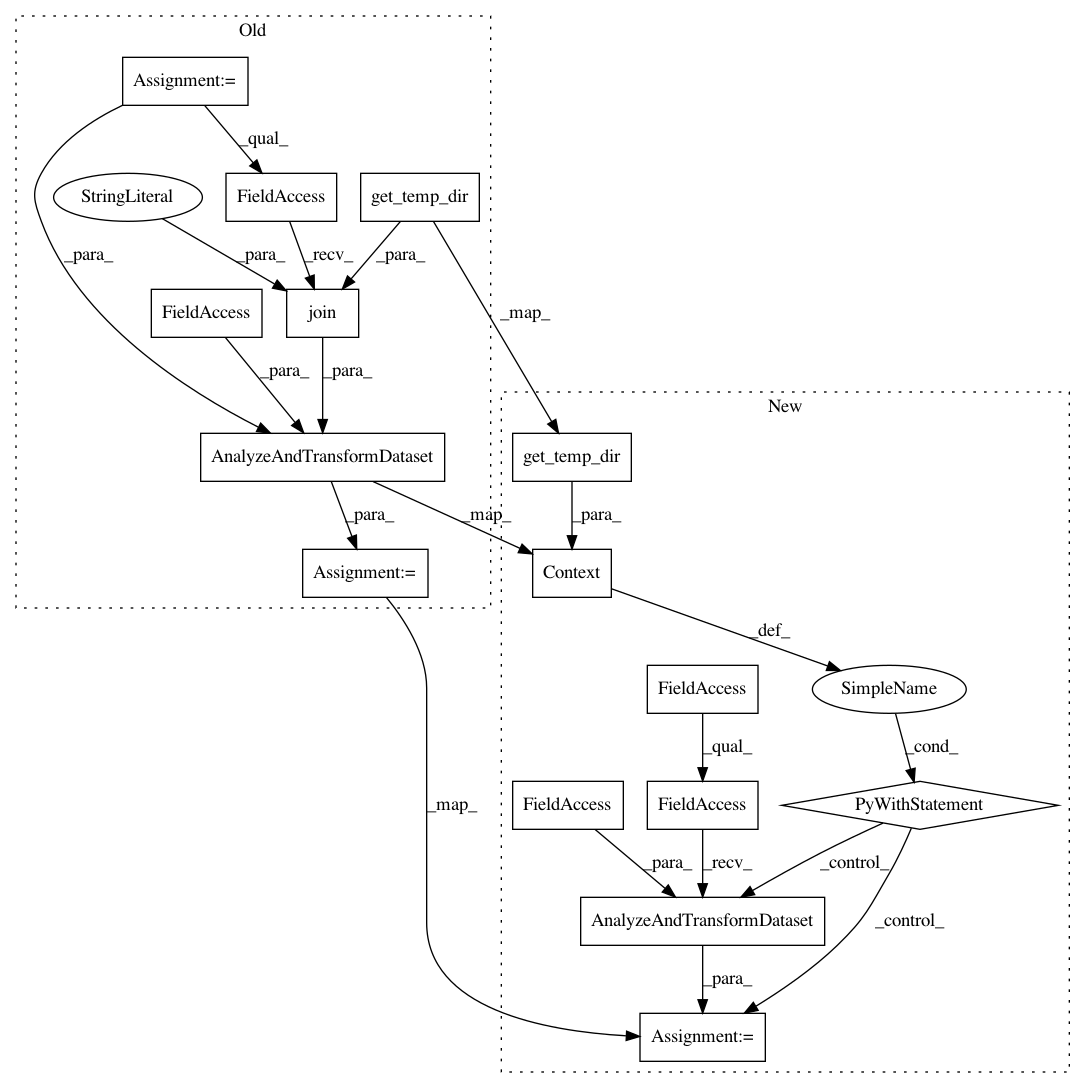 Old
Assignment:=
_qual_
StringLiteral
FieldAccess
get_temp_dir
_para_
_para_
_recv_
_para_
FieldAccess
join
_map_
_para_
_para_
New
AnalyzeAndTransformDataset
get_temp_dir
_para_
_map_
_para_
Assignment:=
Context
_def_
FieldAccess
SimpleName
_qual_
_cond_
FieldAccess
FieldAccess
PyWithStatement
_map_
_para_
_recv_
_control_
AnalyzeAndTransformDataset
_control_
_para_
Assignment:=